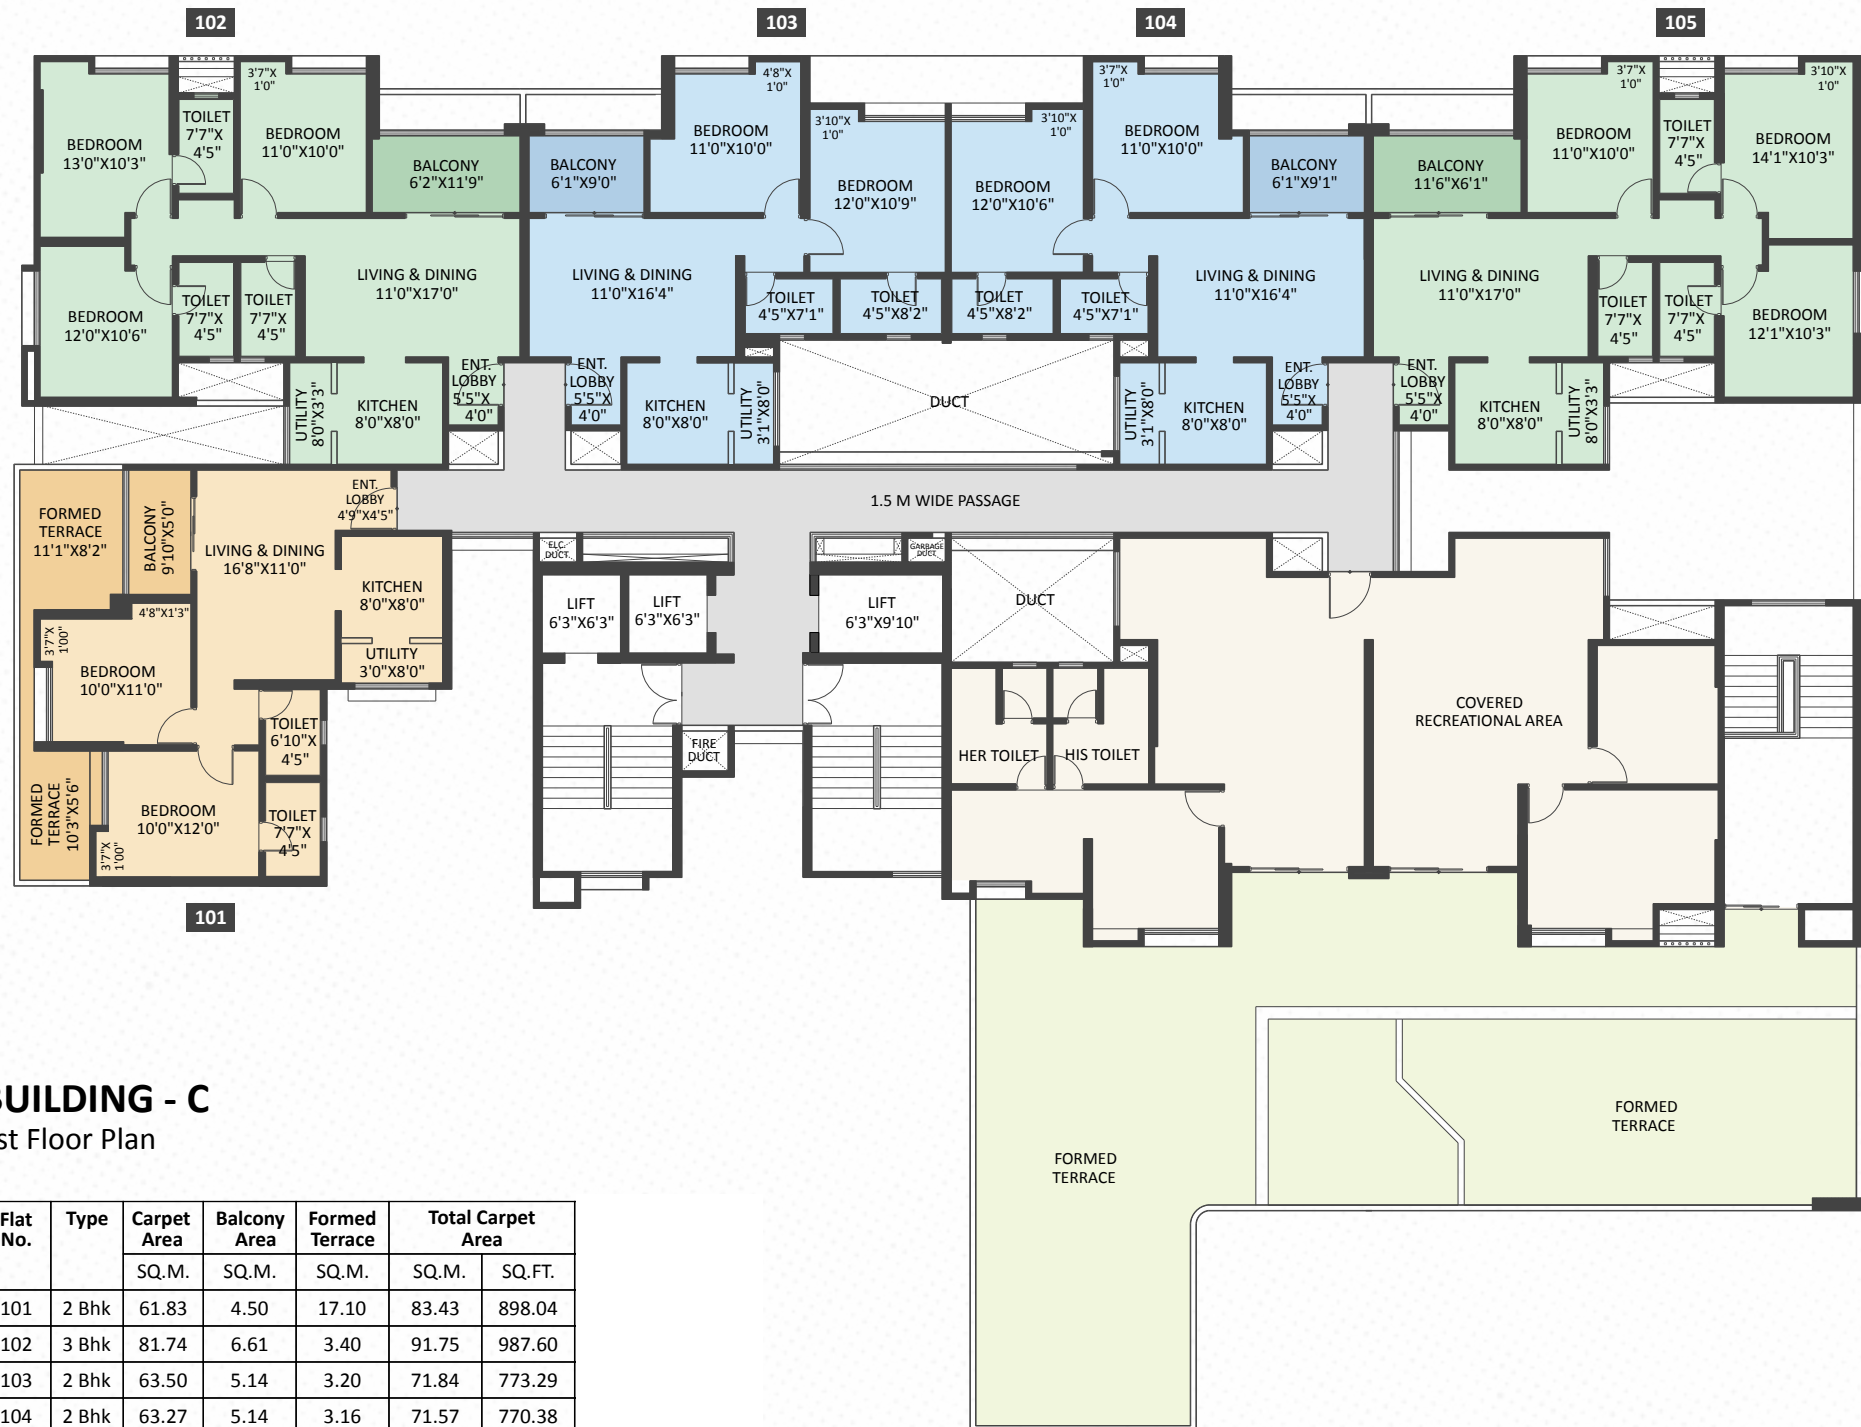 102
103
104
105
BEDROOM
13'0"X10'3"
TOILET
7'7"X
4'5"
3'7"X
1'0"
BEDROOM
11'0"X10'0"
BALCONY
6'2"X11'9"
BEDROOM
12'0"X10'6"
TOILET
7'7"X
4'5"
TOILET
7'7"X
4'5"
LIVING & DINING
11'0"X17'0"
UTILITY
8'0"X3'3"
KITCHEN
8'0"X8'0"
ENT.
LOBBY
5'5"X
4'0"
BALCONY
6'1"X9'0"
4'8"X
1'0"
BEDROOM
11'0"X10'0"
3'10"X
1'0"
BEDROOM
12'0"X10'9"
LIVING & DINING
11'0"X16'4"
TOILET
4'5"X7'1"
TOILET
4'5"X8'2"
ENT.
LOBBY
5'5"X
4'0"
KITCHEN
8'0"X8'0"
UTILITY
3'1"X8'0"
DUCT
3'10"X
1'0"
BEDROOM
12'0"X10'6"
3'7"X
1'0"
BEDROOM
11'0"X10'0"
BALCONY
6'1"X9'1"
TOILET
4'5"X8'2"
TOILET
4'5"X7'1"
LIVING & DINING
11'0"X16'4"
UTILITY
3'1"X8'0"
KITCHEN
8'0"X8'0"
ENT.
LOBBY
5'5"X
4'0"
BALCONY
11'6"X6'1"
3'7"X
1'0"
BEDROOM
11'0"X10'0"
TOILET
7'7"X
4'5"
3'10"X
1'0"
BEDROOM
14'1"X10'3"
LIVING & DINING
11'0"X17'0"
TOILET
7'7"X
4'5"
TOILET
7'7"X
4'5"
BEDROOM
12'1"X10'3"
ENT.
LOBBY
5'5"X
4'0"
KITCHEN
8'0"X8'0"
UTILITY
8'0"X3'3"
1.5 M WIDE PASSAGE
FORMED
TERRACE
11'1"X8'2"
BALCONY
9'10"X5'0"
ENT.
LOBBY
4'9"X4'5"
LIVING & DINING
16'8"X11'0"
KITCHEN
8'0"X8'0"
UTILITY
3'0"X8'0"
4'8"X1'3"
3'7"X
1'00"
BEDROOM
10'0"X11'0"
TOILET
6'10"X
4'5"
FORMED
TERRACE
10'3"X5'6"
BEDROOM
10'0"X12'0"
3'7"X
1'00"
TOILET
7'7"X
4'5"
101
ELC.
DUCT
LIFT
6'3"X6'3"
LIFT
6'3"X6'3"
GARBAGE
DUCT
LIFT
6'3"X9'10"
FIRE
DUCT
DUCT
HER TOILET
HIS TOILET
COVERED
RECREATIONAL AREA
FORMED
TERRACE
FORMED
TERRACE
BUILDING - C
st Floor Plan
Flat No. Type Carpet Area Balcony Area Formed Terrace Total Carpet Area
SQ.M. SQ.M. SQ.M. SQ.M. SQ.FT.
101 2 Bhk 61.83 4.50 17.10 83.43 898.04
102 3 Bhk 81.74 6.61 3.40 91.75 987.60
103 2 Bhk 63.50 5.14 3.20 71.84 773.29
104 2 Bhk 63.27 5.14 3.16 71.57 770.38